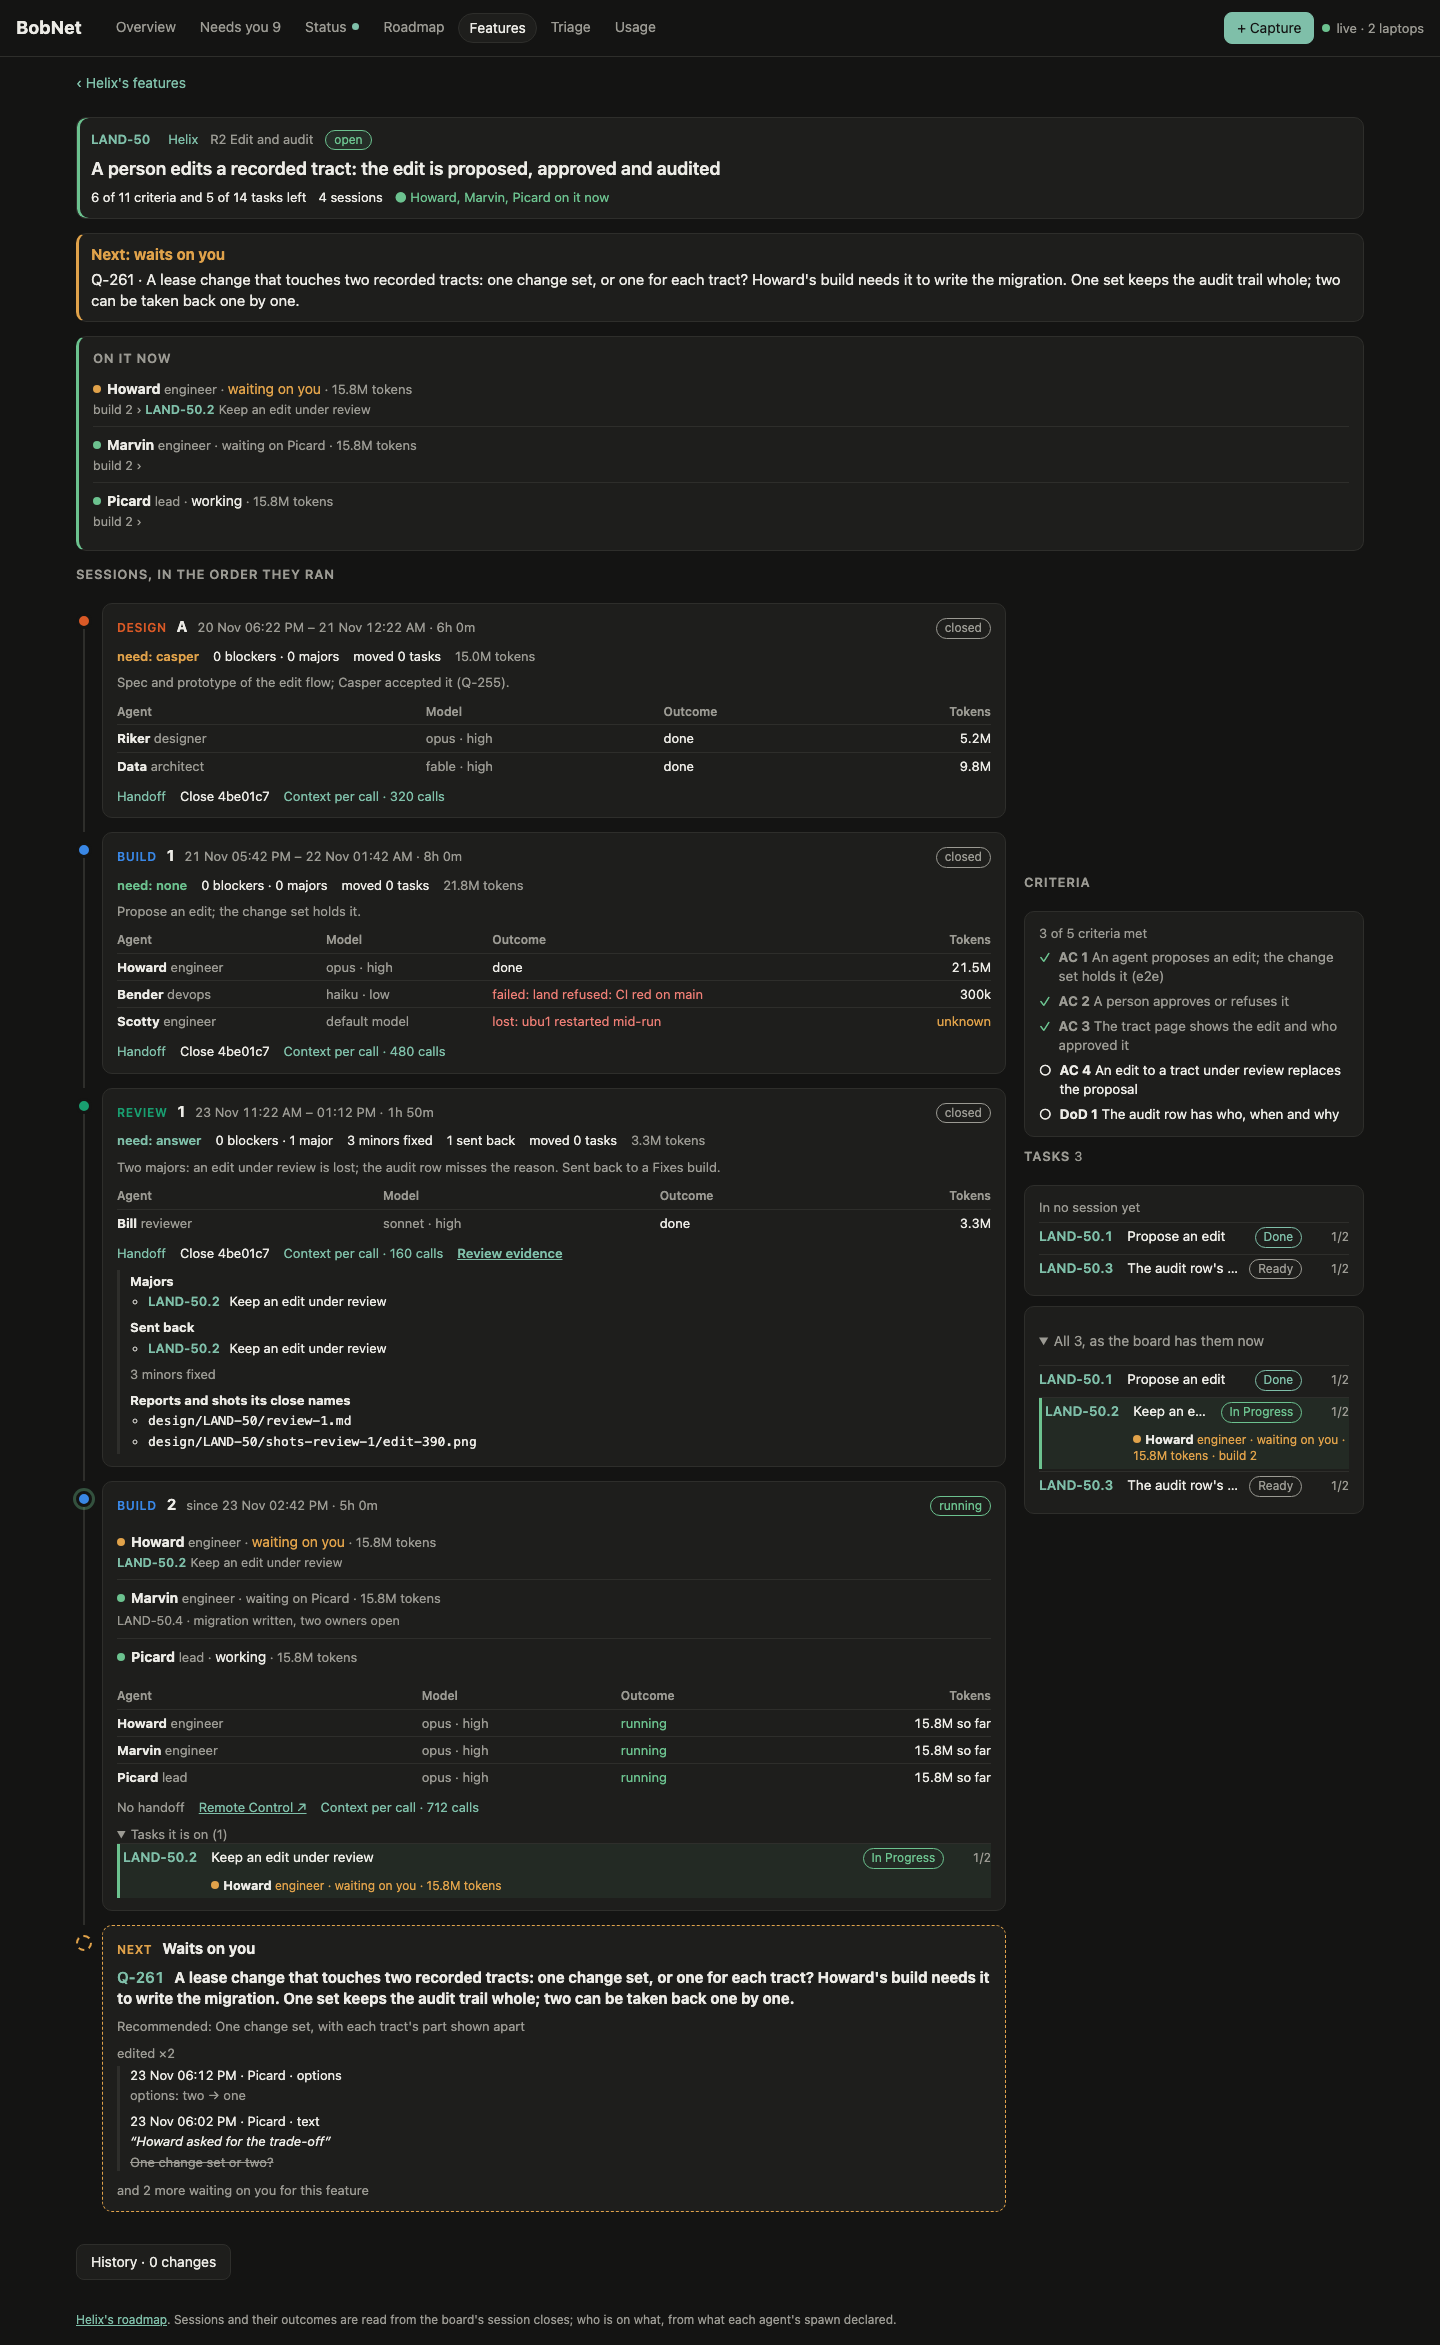 BobNet
Overview
Needs you 9
Status
Roadmap
Features
Triage
Usage
+ Capture
live · 2 laptops
‹ Helix's features
LAND-50 Helix R2 Edit and audit open
A person edits a recorded tract: the edit is proposed, approved and audited
6 of 11 criteria and 5 of 14 tasks left 4 sessions Howard, Marvin, Picard on it now
Next: waits on you
Q-261 · A lease change that touches two recorded tracts: one change set, or one for each tract? Howard's build needs it to write the migration. One set keeps the audit trail whole; two
can be taken back one by one.
ON IT NOW
Howard engineer · waiting on you · 15.8M tokens
build 2 › LAND-50.2 Keep an edit under review
Marvin engineer · waiting on Picard · 15.8M tokens
build 2 ›
Picard lead · working · 15.8M tokens
build 2 ›
SESSIONS, IN THE ORDER THEY RAN
DESIGN A 20 Nov 06:22 PM – 21 Nov 12:22 AM · 6h 0m closed
need: casper 0 blockers · 0 majors moved 0 tasks 15.0M tokens
Spec and prototype of the edit flow; Casper accepted it (Q-255).
Agent Model Outcome Tokens
Riker designer opus · high done 5.2M
Data architect fable · high done 9.8M
Handoff Close 4be01c7 Context per call · 320 calls
BUILD 1 21 Nov 05:42 PM – 22 Nov 01:42 AM · 8h 0m closed
need: none 0 blockers · 0 majors moved 0 tasks 21.8M tokens
Propose an edit; the change set holds it.
Agent Model Outcome Tokens
Howard engineer opus · high done 21.5M
Bender devops haiku · low failed: land refused: CI red on main 300k
Scotty engineer default model lost: ubu1 restarted mid-run unknown
Handoff Close 4be01c7 Context per call · 480 calls
REVIEW 1 23 Nov 11:22 AM – 01:12 PM · 1h 50m closed
need: answer 0 blockers · 1 major 3 minors fixed 1 sent back moved 0 tasks 3.3M tokens
Two majors: an edit under review is lost; the audit row misses the reason. Sent back to a Fixes build.
Agent Model Outcome Tokens
Bill reviewer sonnet · high done 3.3M
Handoff Close 4be01c7 Context per call · 160 calls Review evidence
Majors
LAND-50.2 Keep an edit under review
Sent back
LAND-50.2 Keep an edit under review
3 minors fixed
Reports and shots its close names
design/LAND-50/review-1.md
design/LAND-50/shots-review-1/edit-390.png
BUILD 2 since 23 Nov 02:42 PM · 5h 0m running
Howard engineer · waiting on you · 15.8M tokens
LAND-50.2 Keep an edit under review
Marvin engineer · waiting on Picard · 15.8M tokens
LAND-50.4 · migration written, two owners open
Picard lead · working · 15.8M tokens
Agent Model Outcome Tokens
Howard engineer opus · high running 15.8M so far
Marvin engineer opus · high running 15.8M so far
Picard lead opus · high running 15.8M so far
No handoff Remote Control ↗ Context per call · 712 calls
▼ Tasks it is on (1)
LAND-50.2 Keep an edit under review In Progress 1/2
Howard engineer · waiting on you · 15.8M tokens
NEXT Waits on you
Q-261 A lease change that touches two recorded tracts: one change set, or one for each tract? Howard's build needs it
to write the migration. One set keeps the audit trail whole; two can be taken back one by one.
Recommended: One change set, with each tract's part shown apart
edited ×2
23 Nov 06:12 PM · Picard · options
options: two → one
23 Nov 06:02 PM · Picard · text
“Howard asked for the trade-off”
One change set or two?
and 2 more waiting on you for this feature
CRITERIA
3 of 5 criteria met
✓ AC 1 An agent proposes an edit; the change
set holds it (e2e)
✓ AC 2 A person approves or refuses it
✓ AC 3 The tract page shows the edit and who
approved it
AC 4 An edit to a tract under review replaces
the proposal
DoD 1 The audit row has who, when and why
TASKS 3
In no session yet
LAND-50.1 Propose an edit Done 1/2
LAND-50.3 The audit row's ... Ready 1/2
▼ All 3, as the board has them now
LAND-50.1 Propose an edit Done 1/2
LAND-50.2 Keep an e... In Progress 1/2
Howard engineer · waiting on you ·
15.8M tokens · build 2
LAND-50.3 The audit row's ... Ready 1/2
History · 0 changes
Helix's roadmap. Sessions and their outcomes are read from the board's session closes; who is on what, from what each agent's spawn declared.